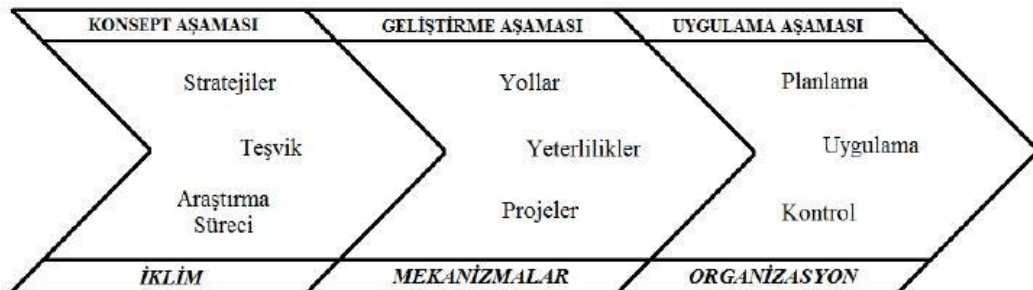 KONSEPT AŞAMASI
GELİŞTİRME AŞAMASI
UYGULAMA AŞAMASI
Stratejiler
Teşvik
Araştırma
Süreci
Yollar
Yeterlilikler
Projeler
Planlama
Uygulama
Kontrol
İKLİM
MEKANİZMALAR
ORGANİZASYON